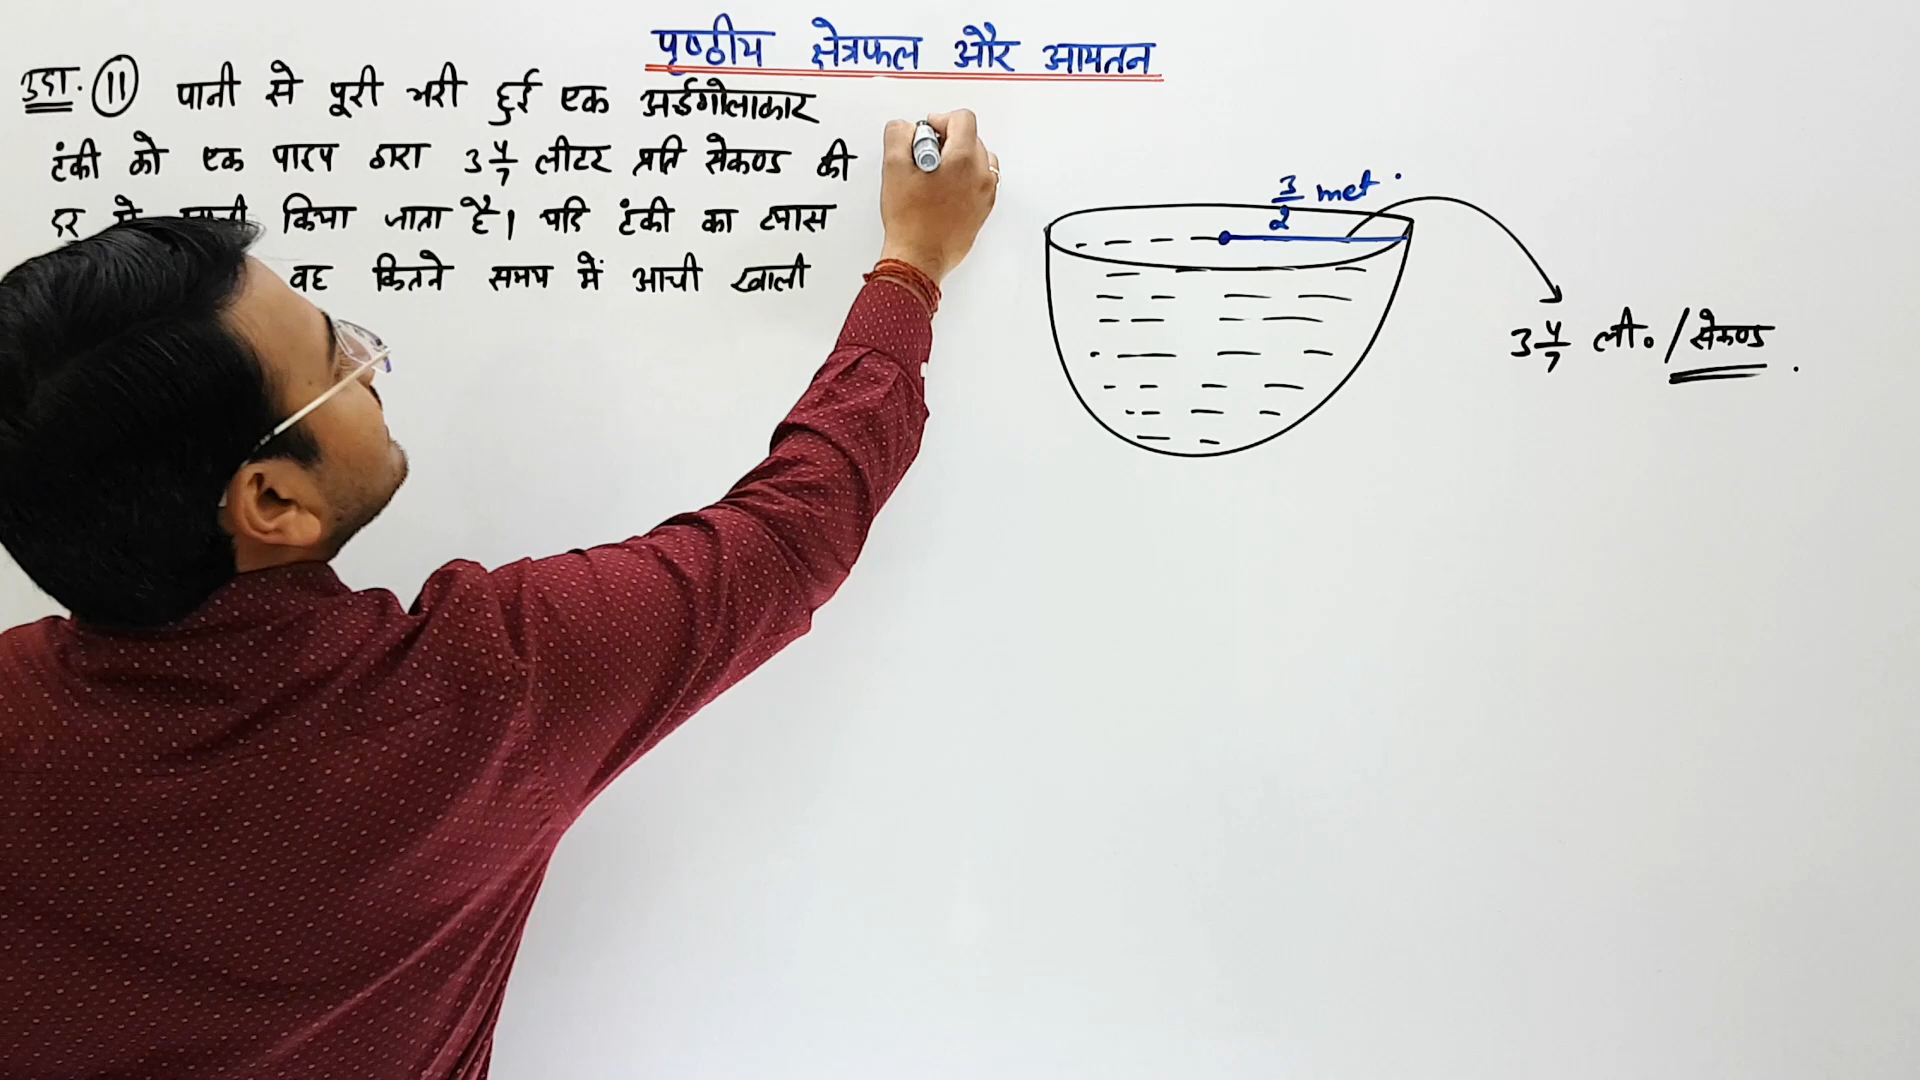 पृष्ठीय क्षेत्रफल और आयतन
उदा. 11 पानी से पूरी भरी हुई एक अर्द्धगोलाकार
टंकी को एक पाइप द्वारा 3 4/7 लीटर प्रति सेकण्ड की
दर से किया जाता है। यदि टंकी का व्यास
वह कितने समय में आधी खाली
3/2 met.
3 4/7 ली० / सेकण्ड.